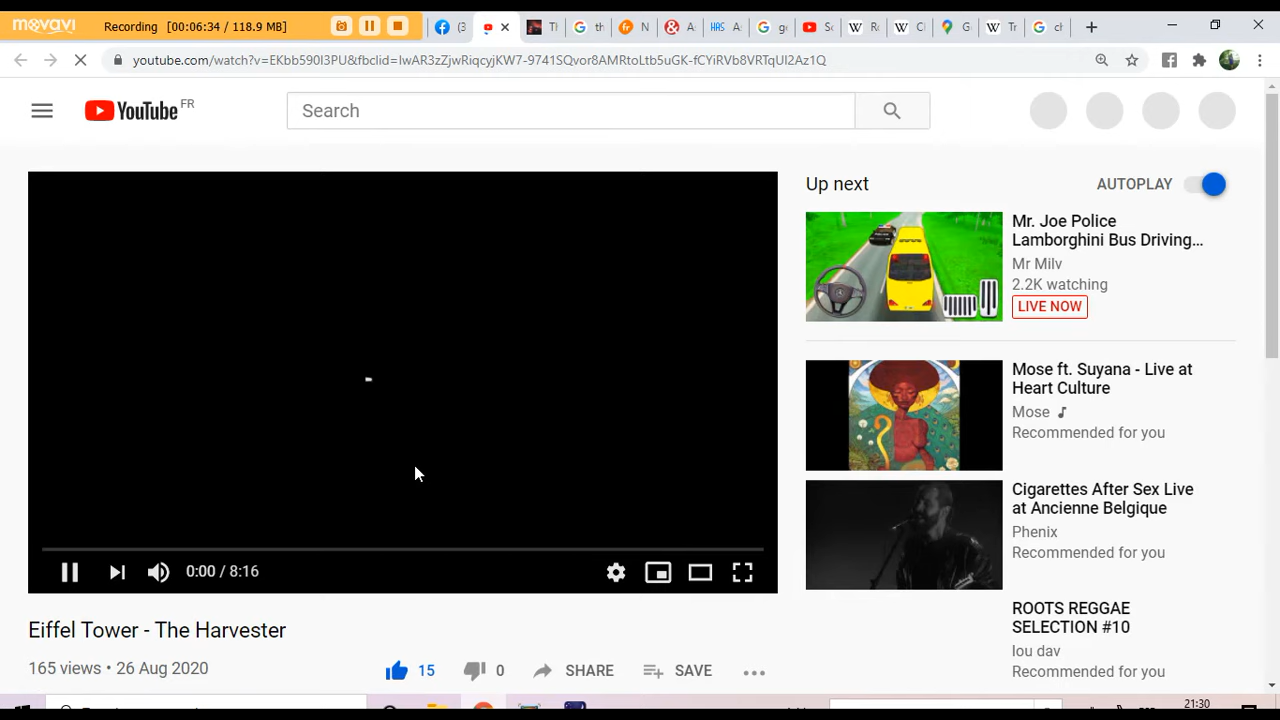 movavi
Recording [00:06:34 / 118.9 MB]
youtube.com/watch?v=EKbb590l3PU&fbclid=IwAR3zZjwhBqcyjKW7-9741SQvor8AMRtoLtb5uGK-fCYiRVb8VRTqUl2Az1Q
YouTube FR
Search
Up next
AUTOPLAY
Mr. Joe Police
Lamborghini Bus Driving...
Mr Milv
2.2K watching
LIVE NOW
Mose ft. Suyana - Live at
Heart Culture
Mose
Recommended for you
Cigarettes After Sex Live
at Ancienne Belgique
Phenix
Recommended for you
0:00 / 8:16
Eiffel Tower - The Harvester
ROOTS REGGAE
SELECTION #10
lou dav
Recommended for you
165 views • 26 Aug 2020
15
0
SHARE
SAVE
21:30